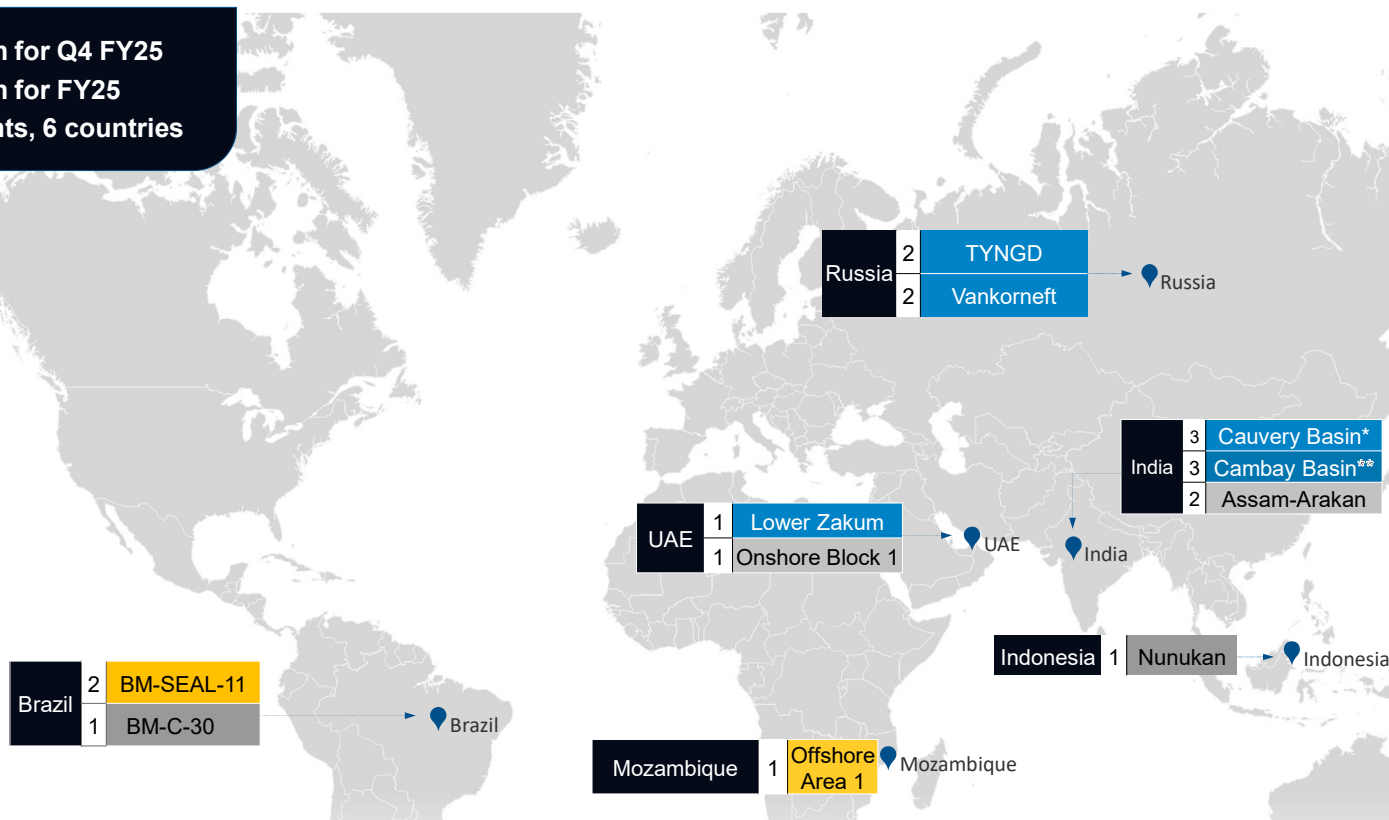 for Q4 FY25
for FY25
6 countries
Russia
2 TYNGD
2 Vankorneft
Russia
India
3 Cauvery Basin*
3 Cambay Basin**
2 Assam-Arakan
UAE
1 Lower Zakum
1 Onshore Block 1
UAE
India
Indonesia 1 Nunukan
Indonesia
Brazil
2 BM-SEAL-11
1 BM-C-30
Brazil
Mozambique 1 Offshore
Area 1
Mozambique